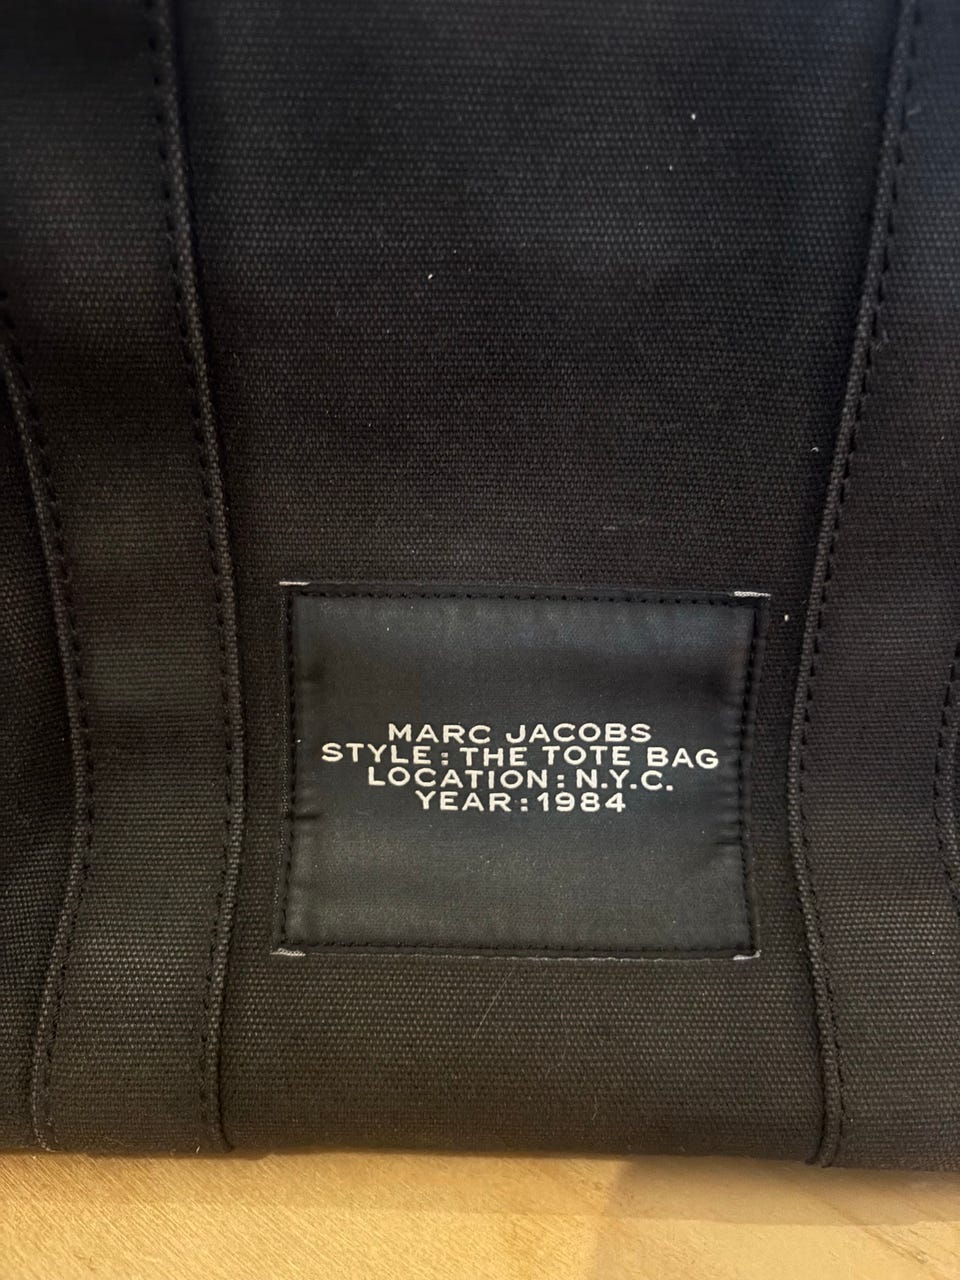 MARC JACOBS
STYLE: THE TOTE BAG
LOCATION: N.Y.C.
YEAR: 1984